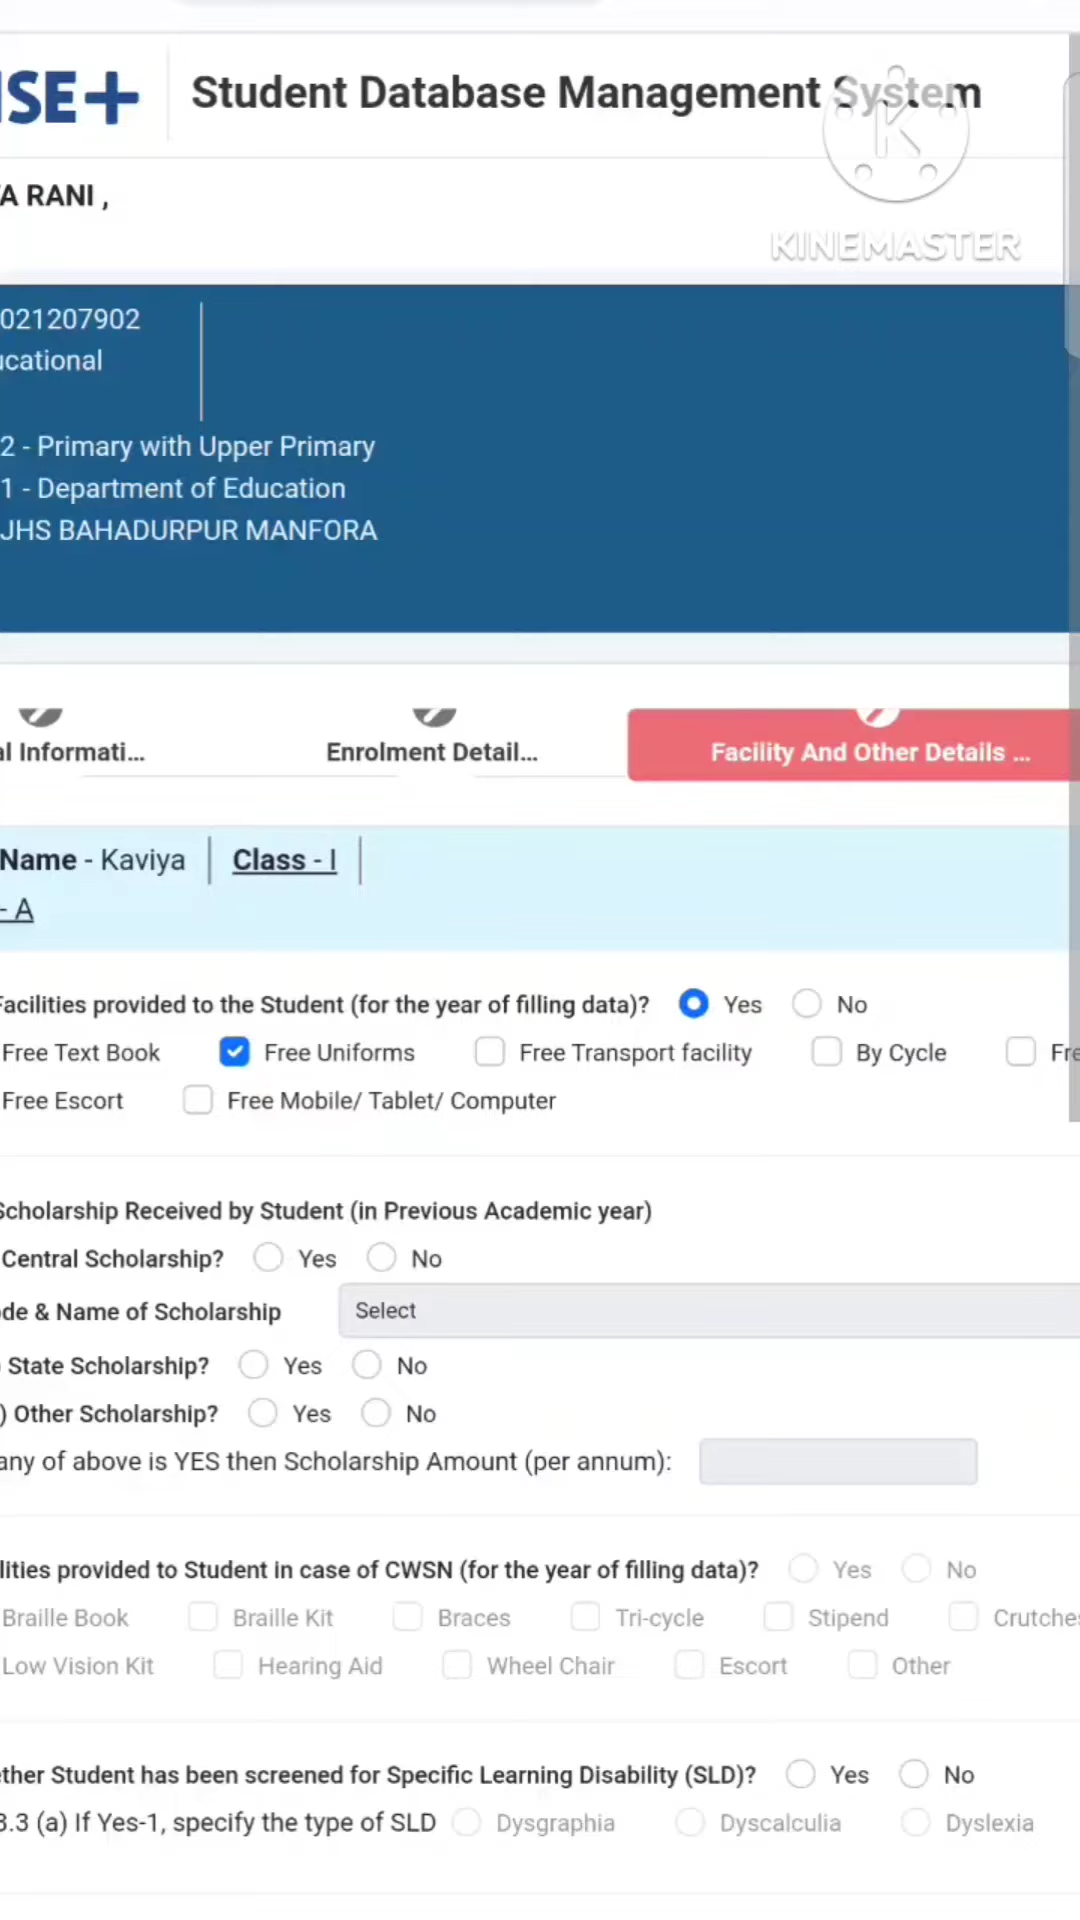 ISE+ Student Database Management System
KINEMASTER
A RANI ,
021207902
ucational
2 - Primary with Upper Primary
1 - Department of Education
JHS BAHADURPUR MANFORA
al Informati... Enrolment Detail... Facility And Other Details ...
Name - Kaviya Class - I
- A
Facilities provided to the Student (for the year of filling data)? Yes No
Free Text Book Free Uniforms Free Transport facility By Cycle Fre
Free Escort Free Mobile/ Tablet/ Computer
Scholarship Received by Student (in Previous Academic year)
Central Scholarship? Yes No
de & Name of Scholarship Select
) State Scholarship? Yes No
) Other Scholarship? Yes No
any of above is YES then Scholarship Amount (per annum):
lities provided to Student in case of CWSN (for the year of filling data)? Yes No
Braille Book Braille Kit Braces Tri-cycle Stipend Crutches
Low Vision Kit Hearing Aid Wheel Chair Escort Other
ther Student has been screened for Specific Learning Disability (SLD)? Yes No
3.3 (a) If Yes-1, specify the type of SLD Dysgraphia Dyscalculia Dyslexia